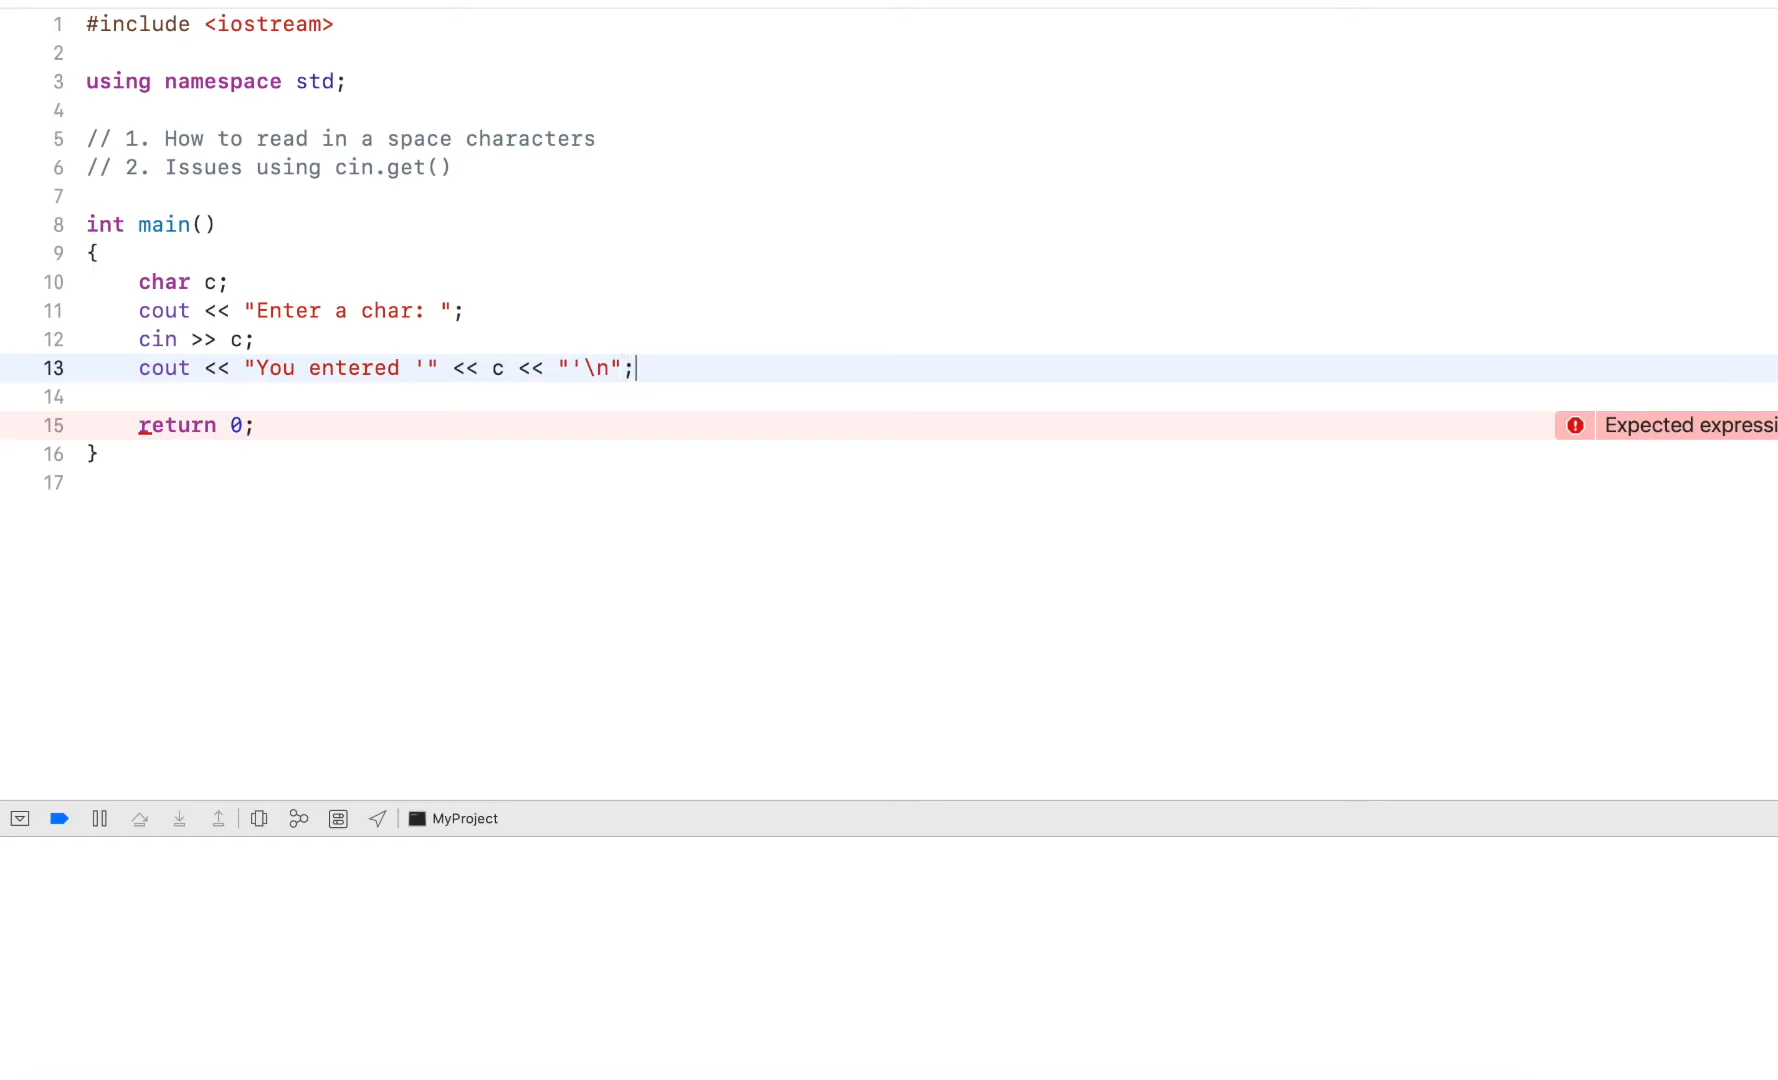 1 #include <iostream>
2
3 using namespace std;
4
5 // 1. How to read in a space characters
6 // 2. Issues using cin.get()
7
8 int main()
9 {
10     char c;
11     cout << "Enter a char: ";
12     cin >> c;
13     cout << "You entered '" << c << "'\n";
14
15     return 0; Expected expressi
16 }
17
MyProject